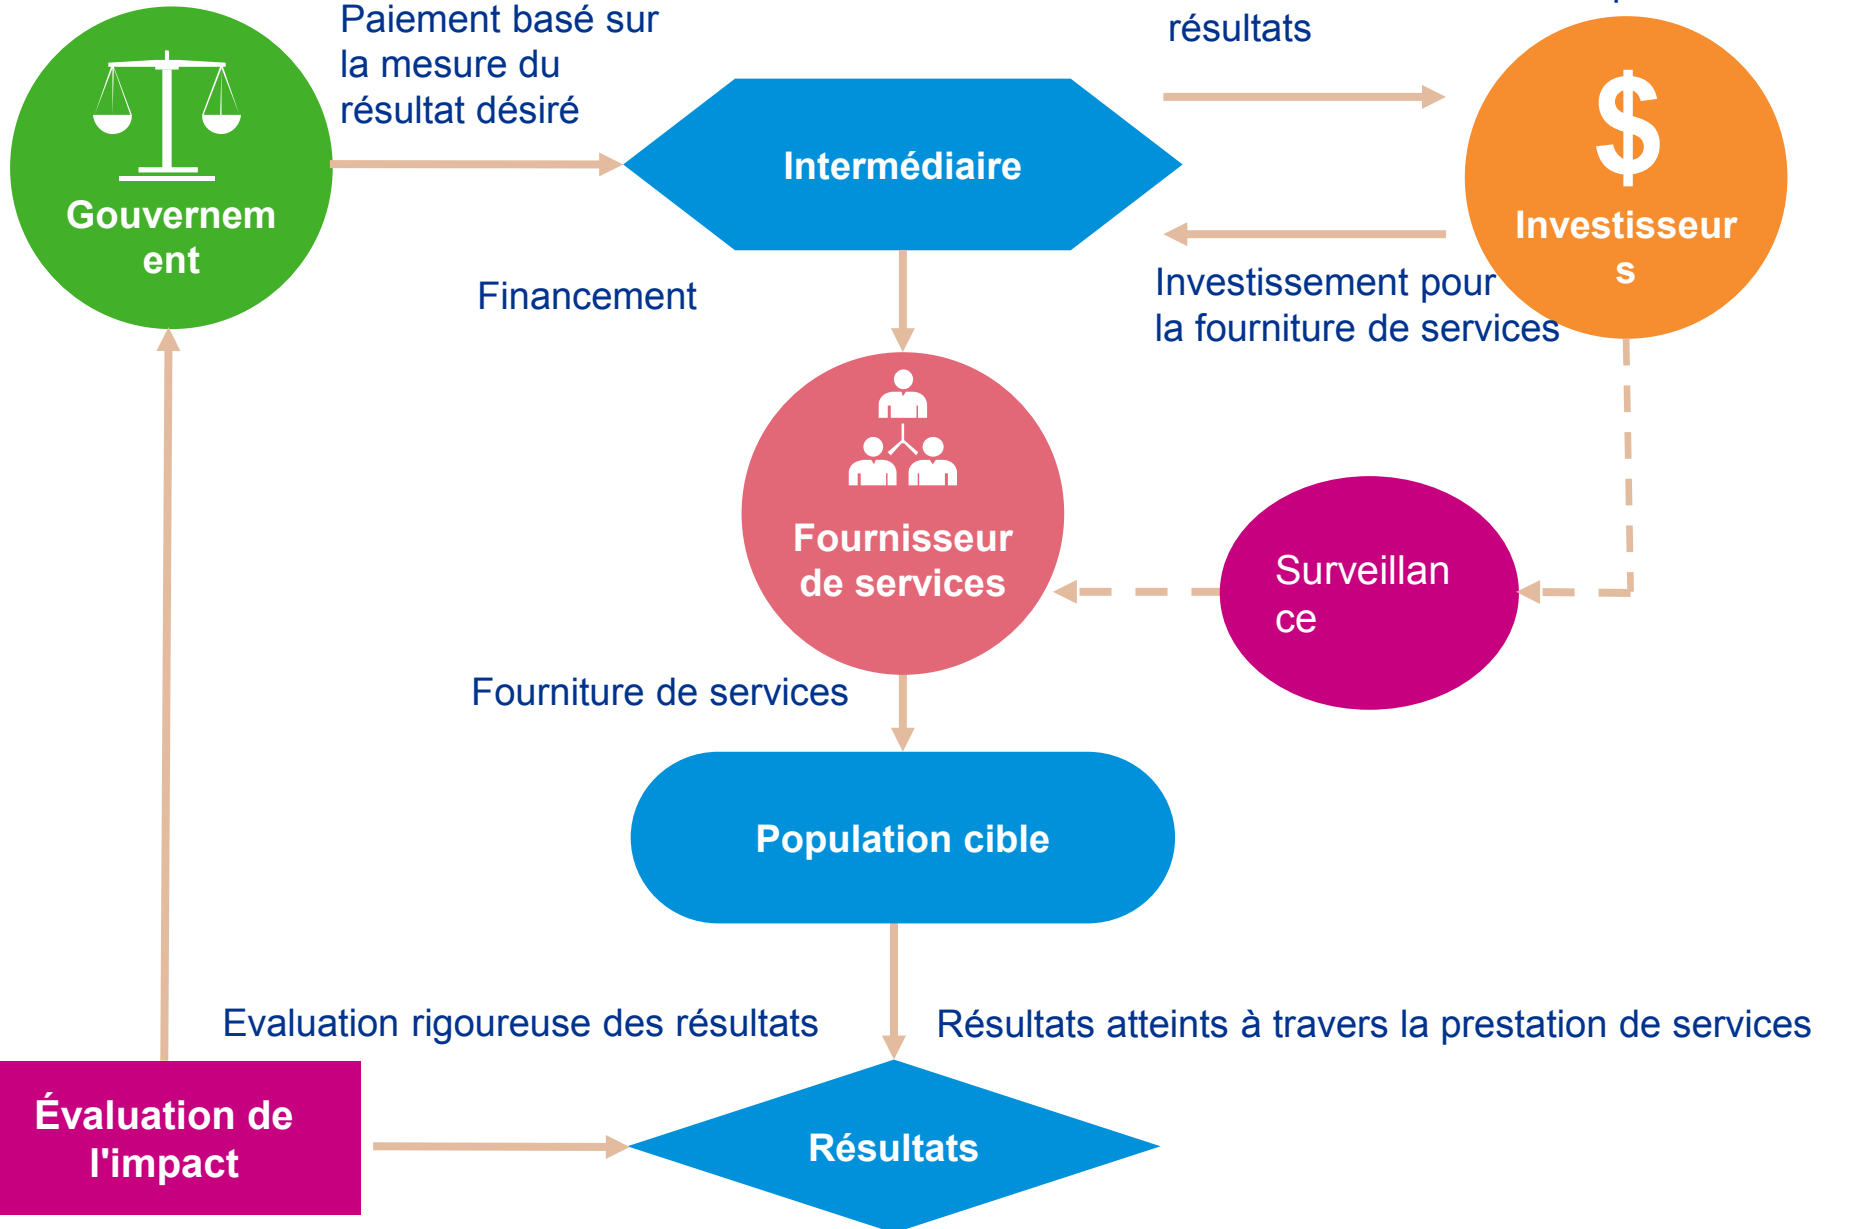 Paiement basé sur
la mesure du
résultat désiré
résultats
$
Intermédiaire
Gouvernem
ent
Investisseur
s
Financement
Investissement pour
la fourniture de services
Fournisseur
de services
Surveillan
ce
Fourniture de services
Population cible
Evaluation rigoureuse des résultats
Résultats atteints à travers la prestation de services
Évaluation de
l'impact
Résultats